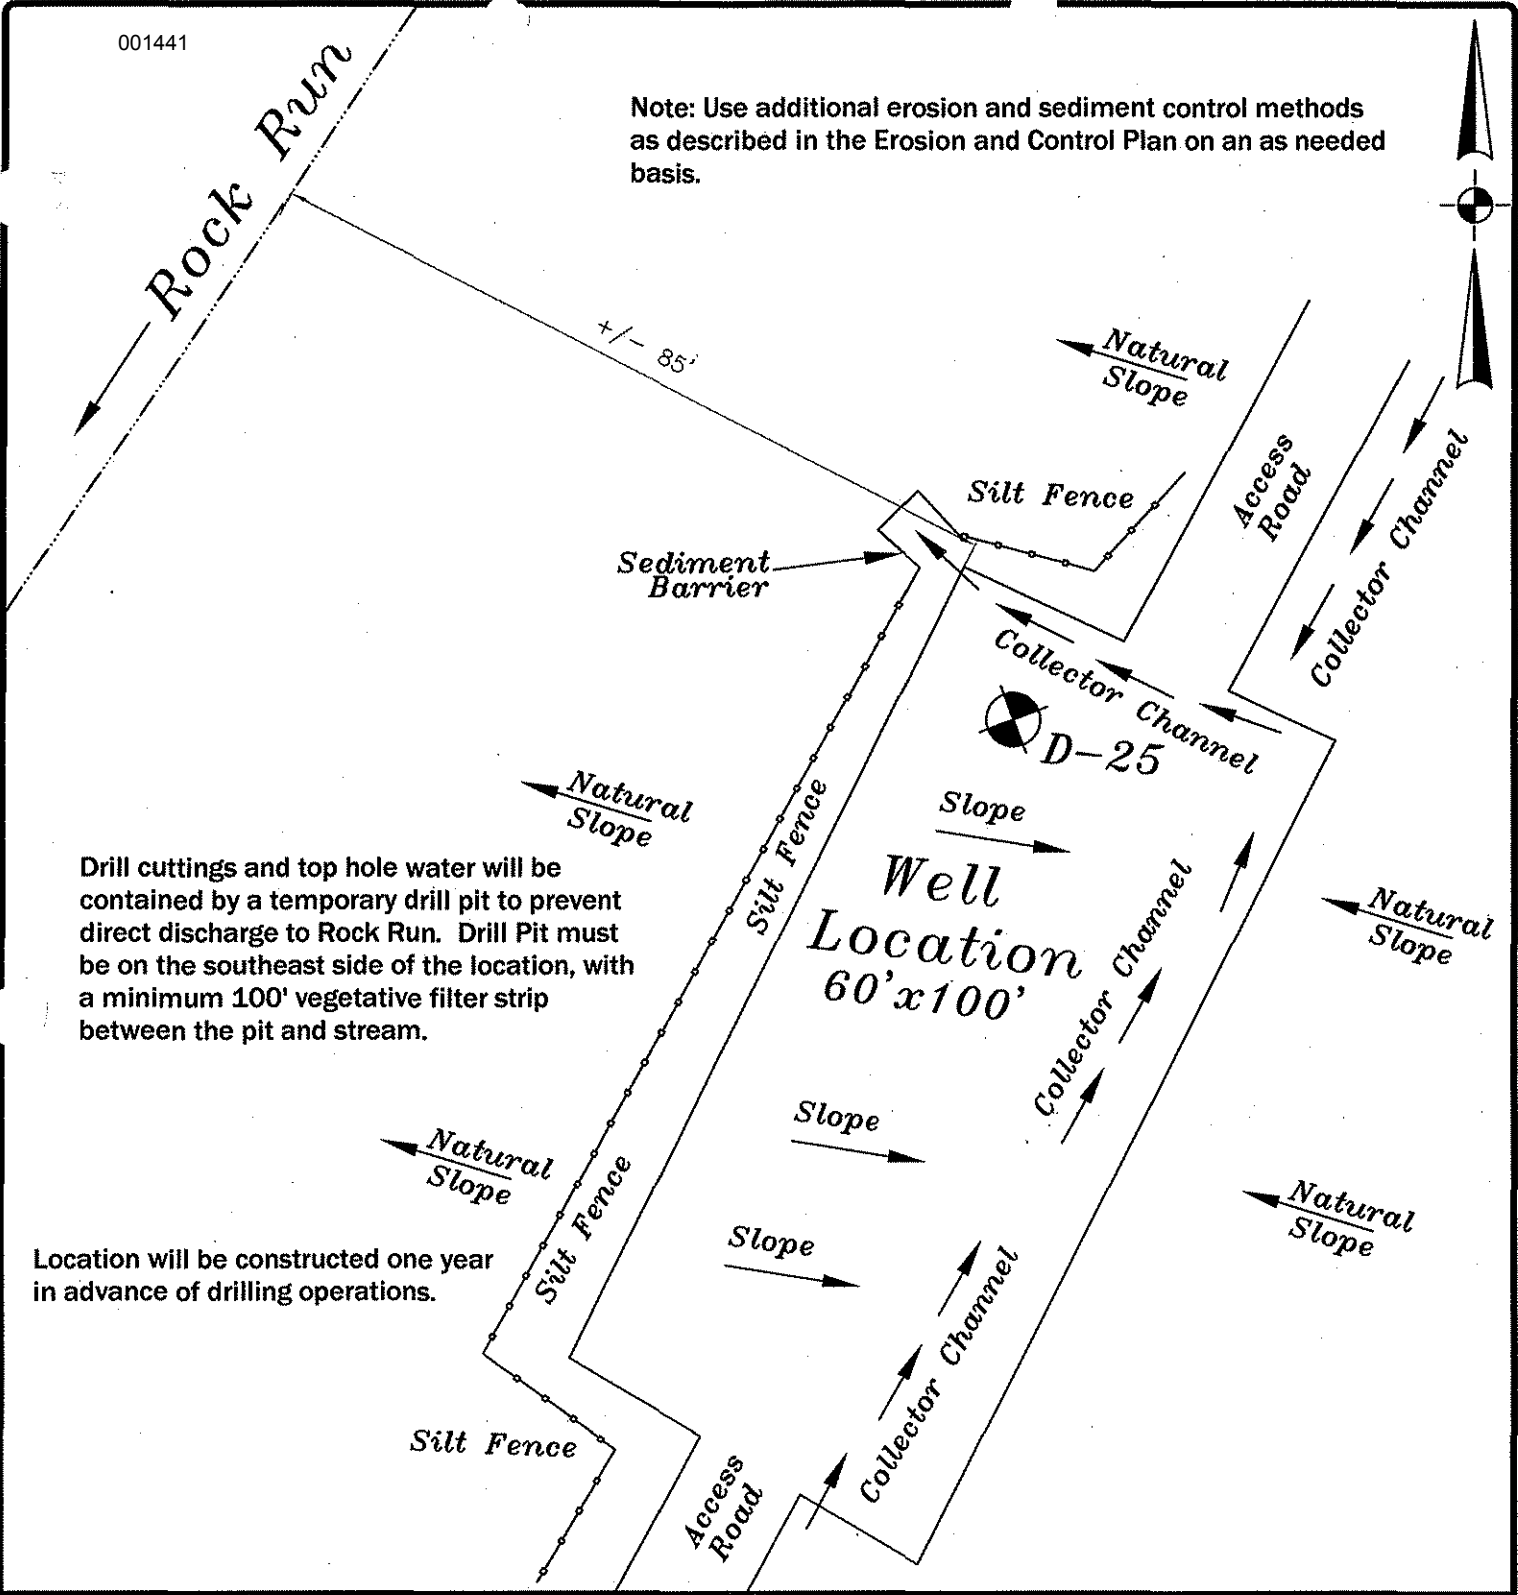 001441
Rock Run
Note: Use additional erosion and sediment control methods
as described in the Erosion and Control Plan on an as needed
basis.
+/- 85'
Natural
Slope
Silt Fence
Access
Road
Collector Channel
Sediment
Barrier
Collector Channel
D-25
Natural
Slope
Silt Fence
Slope
Well
Location
60'x100'
Collector Channel
Natural
Slope
Drill cuttings and top hole water will be
contained by a temporary drill pit to prevent
direct discharge to Rock Run. Drill Pit must
be on the southeast side of the location, with
a minimum 100' vegetative filter strip
between the pit and stream.
Slope
Natural
Slope
Silt Fence
Natural
Slope
Slope
Location will be constructed one year
in advance of drilling operations.
Collector Channel
Silt Fence
Access
Road